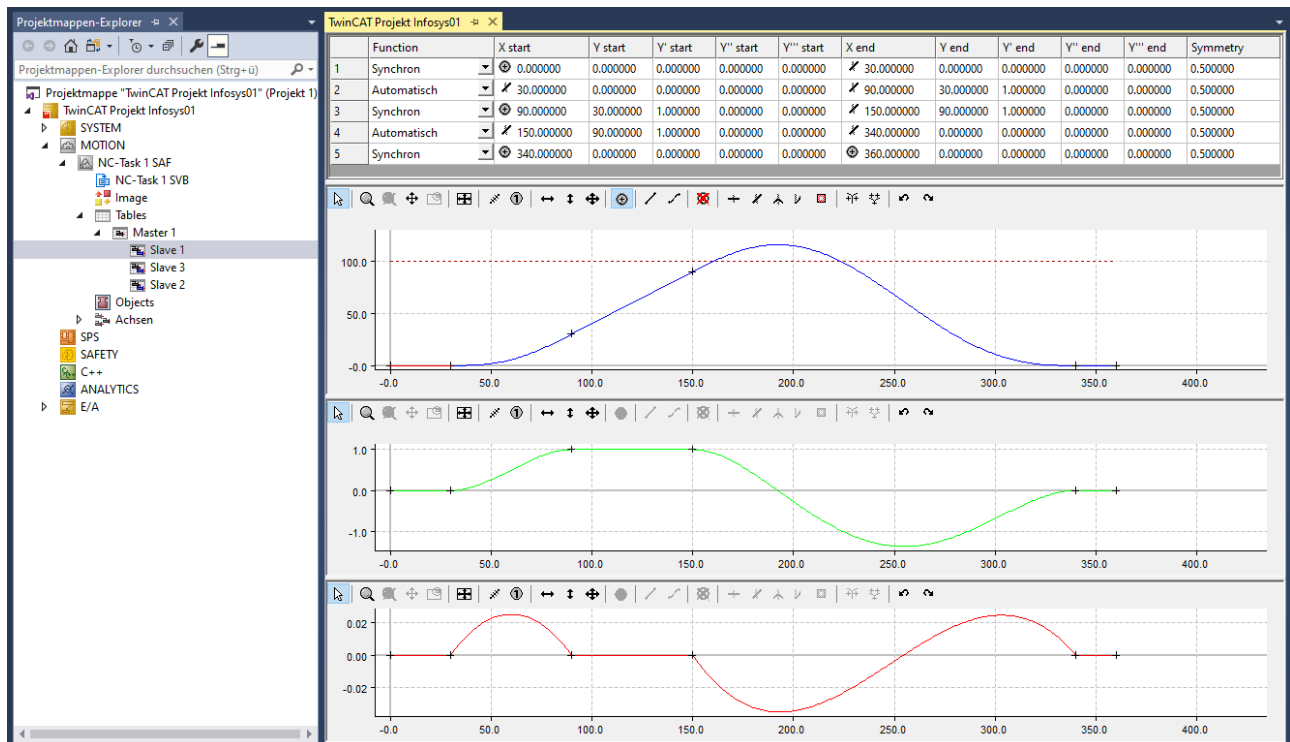 Projektmappen-Explorer
Projektmappen-Explorer durchsuchen (Strg+ü)
Projektmappe "TwinCAT Projekt Infosys01" (Projekt 1)
TwinCAT Projekt Infosys01
SYSTEM
MOTION
NC-Task 1 SAF
NC-Task 1 SVB
Image
Tables
Master 1
Slave 1
Slave 3
Slave 2
Objects
Achsen
SPS
SAFETY
C++
ANALYTICS
E/A
TwinCAT Projekt Infosys01
Function X start Y start Y' start Y'' start Y''' start X end Y end Y' end Y'' end Y''' end Symmetry
1 Synchron 0.000000 0.000000 0.000000 0.000000 0.000000 30.000000 0.000000 0.000000 0.000000 0.000000 0.500000
2 Automatisch 30.000000 0.000000 0.000000 0.000000 0.000000 90.000000 30.000000 1.000000 0.000000 0.000000 0.500000
3 Synchron 90.000000 30.000000 1.000000 0.000000 0.000000 150.000000 90.000000 1.000000 0.000000 0.000000 0.500000
4 Automatisch 150.000000 90.000000 1.000000 0.000000 0.000000 340.000000 0.000000 0.000000 0.000000 0.000000 0.500000
5 Synchron 340.000000 0.000000 0.000000 0.000000 0.000000 360.000000 0.000000 0.000000 0.000000 0.000000 0.500000
100.0
50.0
-0.0
-0.0 50.0 100.0 150.0 200.0 250.0 300.0 350.0 400.0
1.0
0.0
-1.0
-0.0 50.0 100.0 150.0 200.0 250.0 300.0 350.0 400.0
0.02
0.00
-0.02
-0.0 50.0 100.0 150.0 200.0 250.0 300.0 350.0 400.0